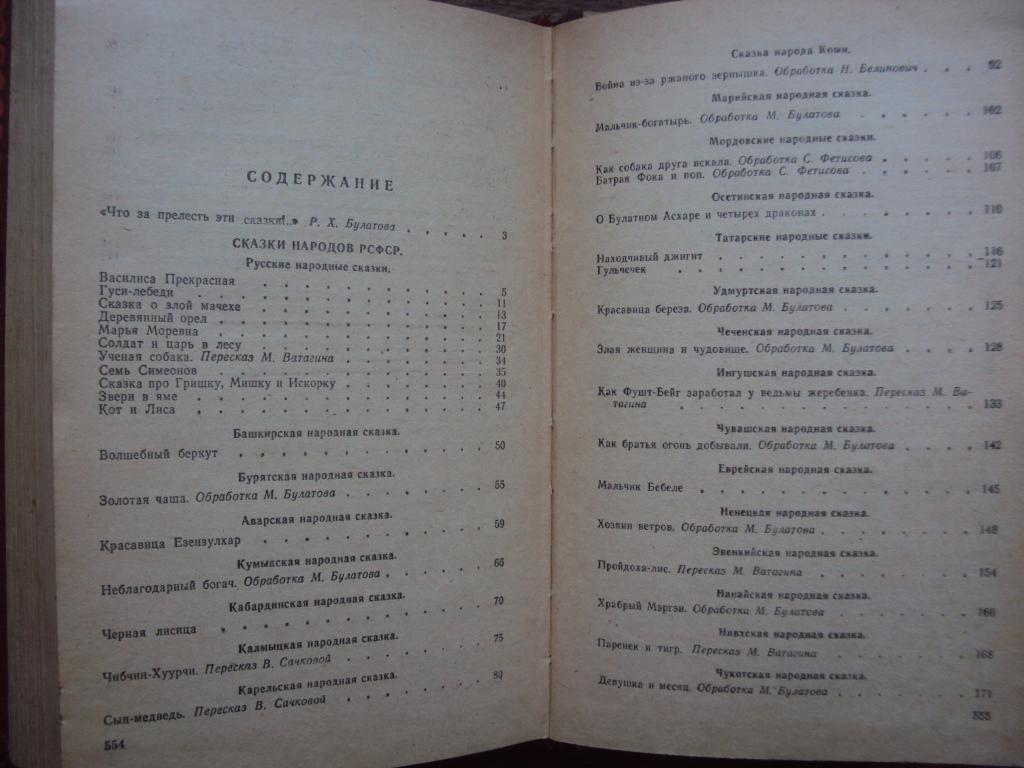 СОДЕРЖАНИЕ
«Что за прелесть эти сказки!..» Р. Х. Булатова . . . . . . 3
СКАЗКИ НАРОДОВ РСФСР.
Русские народные сказки.
Василиса Прекрасная . . . . . . 5
Гуси-лебеди . . . . . . 11
Сказка о злой мачехе . . . . . . 13
Деревянный орел . . . . . . 17
Марья Моревна . . . . . . 21
Солдат и царь в лесу . . . . . . 30
Ученая собака. Пересказ М. Ватагина . . . . . . 34
Семь Симеонов . . . . . . 35
Сказка про Гришку, Мишку и Искорку . . . . . . 40
Звери в яме . . . . . . 44
Кот и Лиса . . . . . . 47
Башкирская народная сказка.
Волшебный беркут . . . . . . 50
Бурятская народная сказка.
Золотая чаша. Обработка М. Булатова . . . . . . 55
Аварская народная сказка.
Красавица Езензулхар . . . . . . 59
Кумыкская народная сказка.
Неблагодарный богач. Обработка М. Булатова . . . . . . 66
Кабардинская народная сказка.
Черная лисица . . . . . . 70
Калмыцкая народная сказка.
Чибчин-Хуурчи. Пересказ В. Сачковой . . . . . . 75
Карельская народная сказка.
Сын-медведь. Пересказ В. Сачковой . . . . . .
554
Сказка народа Коми.
Война из-за ржаного зернышка. Обработка Н. Белинович . . . 92
Марийская народная сказка.
Мальчик-богатырь. Обработка М. Булатова . . . . . . 102
Мордовские народные сказки.
Как собака друга искала. Обработка С. Фетисова . . . . . . 106
Батрак Фока и поп. Обработка С. Фетисова . . . . . . 107
Осетинская народная сказка.
О Булатном Асхаре и четырех драконах . . . . . . 110
Татарские народные сказки.
Находчивый джигит . . . . . . 116
Гульчечек . . . . . . 121
Удмуртская народная сказка.
Красавица береза. Обработка М. Булатова . . . . . . 125
Чеченская народная сказка.
Злая женщина и чудовище. Обработка М. Булатова . . . . . . 128
Ингушская народная сказка.
Как Фушт-Бейг заработал у ведьмы жеребенка. Пересказ М. Ва-
тагина . . . . . . 133
Чувашская народная сказка.
Как братья огонь добывали. Обработка М. Булатова . . . . . . 142
Еврейская народная сказка.
Мальчик Бебеле . . . . . . 145
Ненецкая народная сказка.
Хозяин ветров. Обработка М. Булатова . . . . . . 148
Эвенкийская народная сказка.
Пройдоха-лис. Пересказ М. Ватагина . . . . . . 154
Нанайская народная сказка.
Храбрый Мэргэн. Обработка М. Булатова . . . . . .
Нивхская народная сказка.
Паренек и тигр. Пересказ М. Ватагина . . . . . . 168
Чукотская народная сказка.
Девушка и месяц. Обработка М. Булатова . . . . . . 171
555